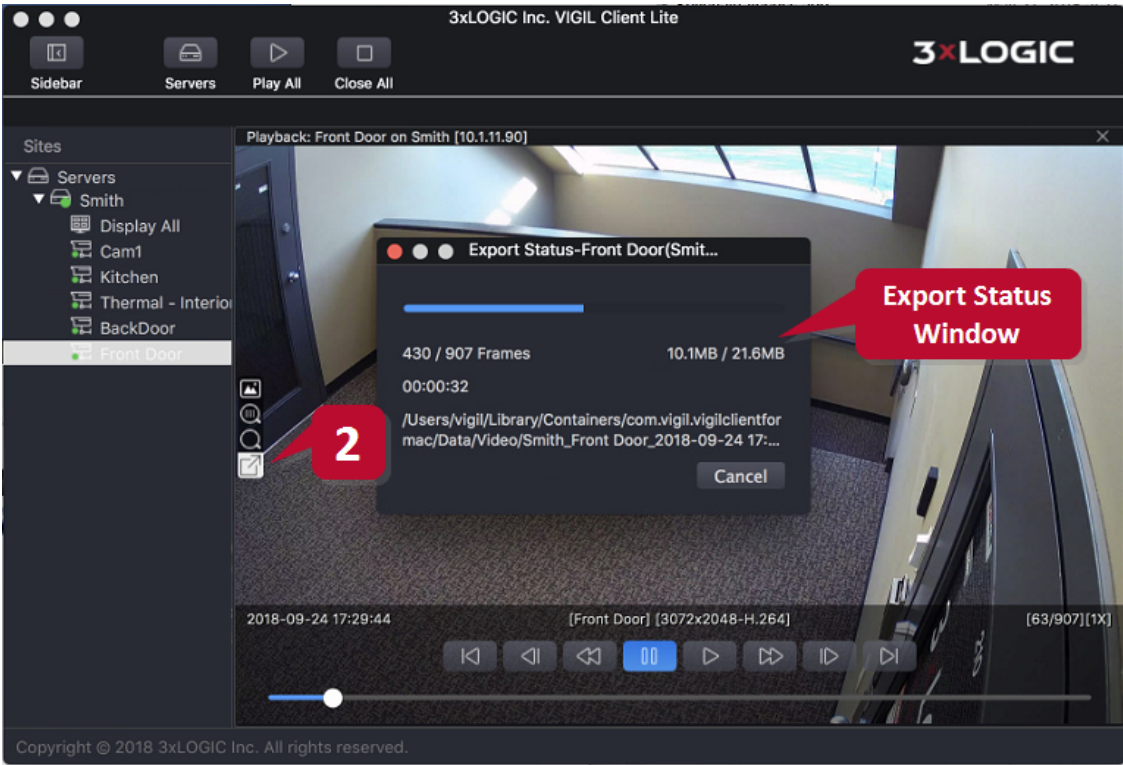 3xLOGIC Inc. VIGIL Client Lite
Sidebar
Servers
Play All
Close All
3xLOGIC
Sites
Servers
Smith
Display All
Cam1
Kitchen
Thermal - Interior
BackDoor
Front Door
Playback: Front Door on Smith [10.1.11.90]
Export Status-Front Door(Smit...
430 / 907 Frames
10.1MB / 21.6MB
00:00:32
/Users/vigil/Library/Containers/com.vigil.vigilclientfor
mac/Data/Video/Smith_Front Door_2018-09-24 17:...
Cancel
Export Status
Window
2
2018-09-24 17:29:44
[Front Door] [3072x2048-H.264]
[63/907][1X]
Copyright © 2018 3xLOGIC Inc. All rights reserved.